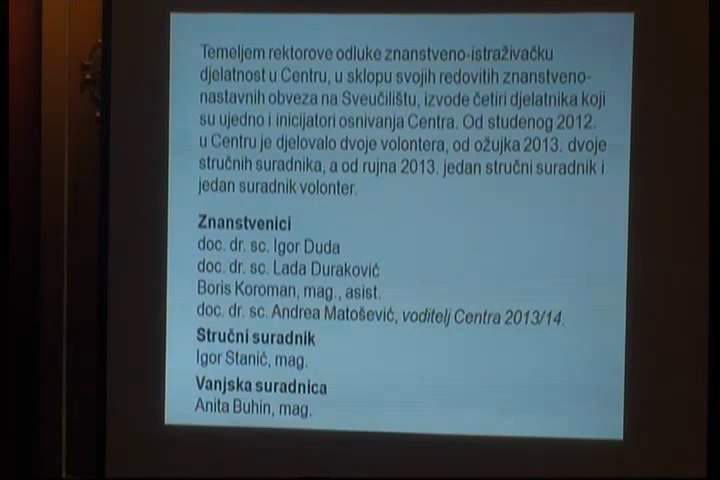 Temeljem rektorove odluke znanstveno-istraživačku
djelatnost u Centru, u sklopu svojih redovitih znanstveno-
nastavnih obveza na Sveučilištu, izvode četiri djelatnika koji
su ujedno i inicijatori osnivanja Centra. Od studenog 2012.
u Centru je djelovalo dvoje volontera, od ožujka 2013. dvoje
stručnih suradnika, a od rujna 2013. jedan stručni suradnik i
jedan suradnik volonter.
Znanstvenici
doc. dr. sc. Igor Duda
doc. dr. sc. Lada Duraković
Boris Koroman, mag., asist.
doc. dr. sc. Andrea Matošević, voditelj Centra 2013/14.
Stručni suradnik
Igor Stanić, mag.
Vanjska suradnica
Anita Buhin, mag.